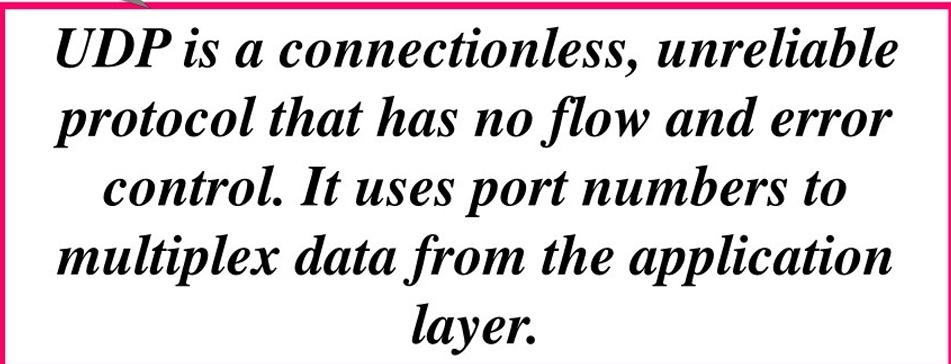 UDP is a connectionless, unreliable
protocol that has no flow and error
control. It uses port numbers to
multiplex data from the application
layer.